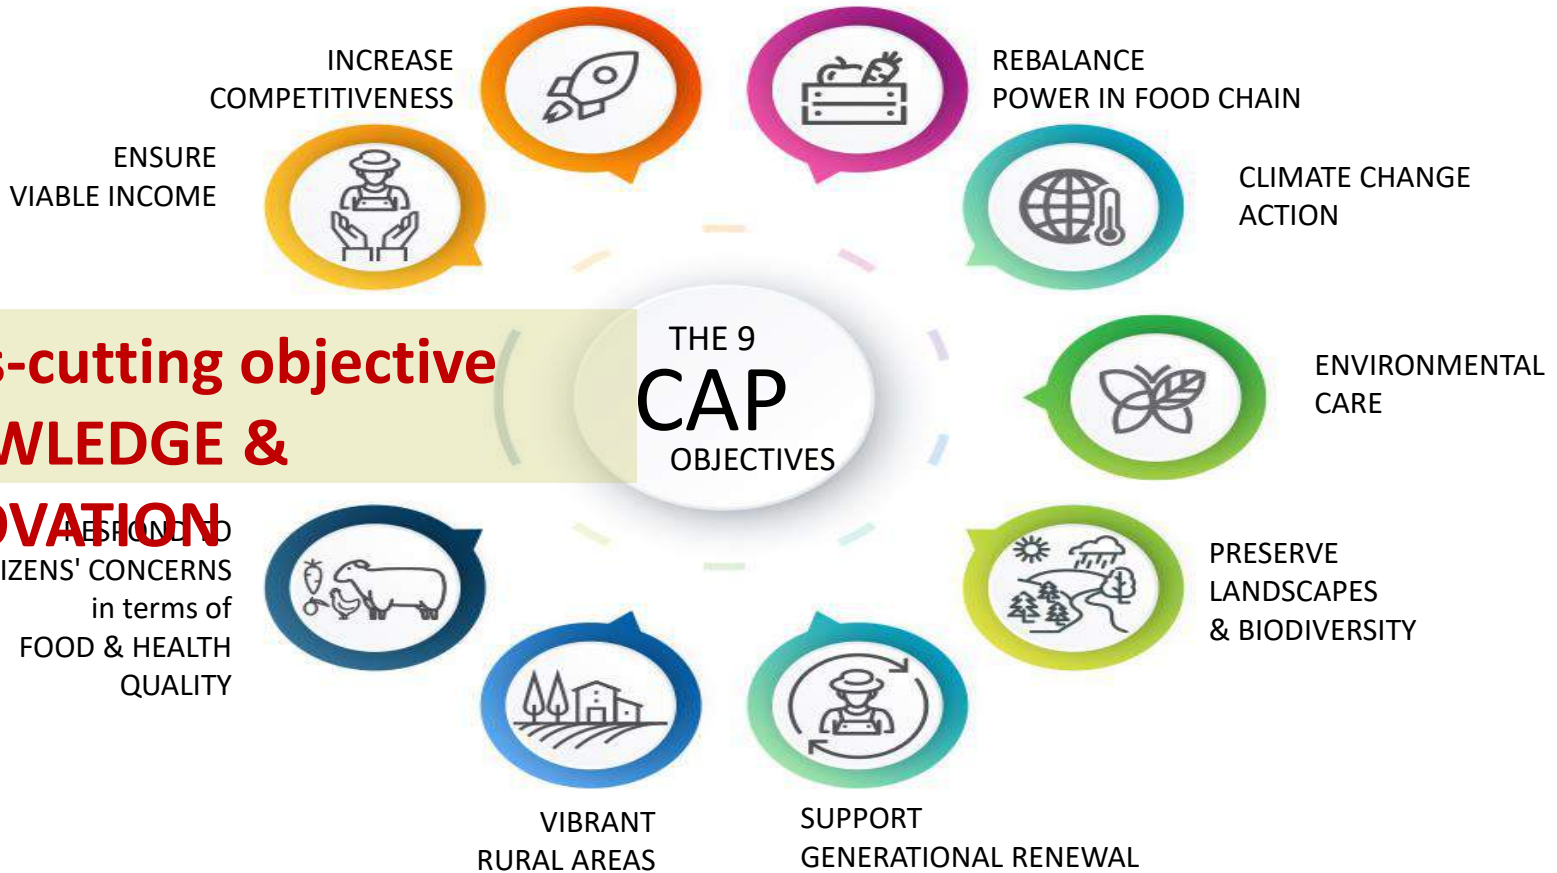 INCREASE
COMPETITIVENESS
REBALANCE
POWER IN FOOD CHAIN
ENSURE
VIABLE INCOME
CLIMATE CHANGE
ACTION
s-cutting objective
WLEDGE &
OVATION
THE 9
CAP
OBJECTIVES
ENVIRONMENTAL
CARE
RESPOND TO
IZENS' CONCERNS
in terms of
FOOD & HEALTH
QUALITY
PRESERVE
LANDSCAPES
& BIODIVERSITY
VIBRANT
RURAL AREAS
SUPPORT
GENERATIONAL RENEWAL